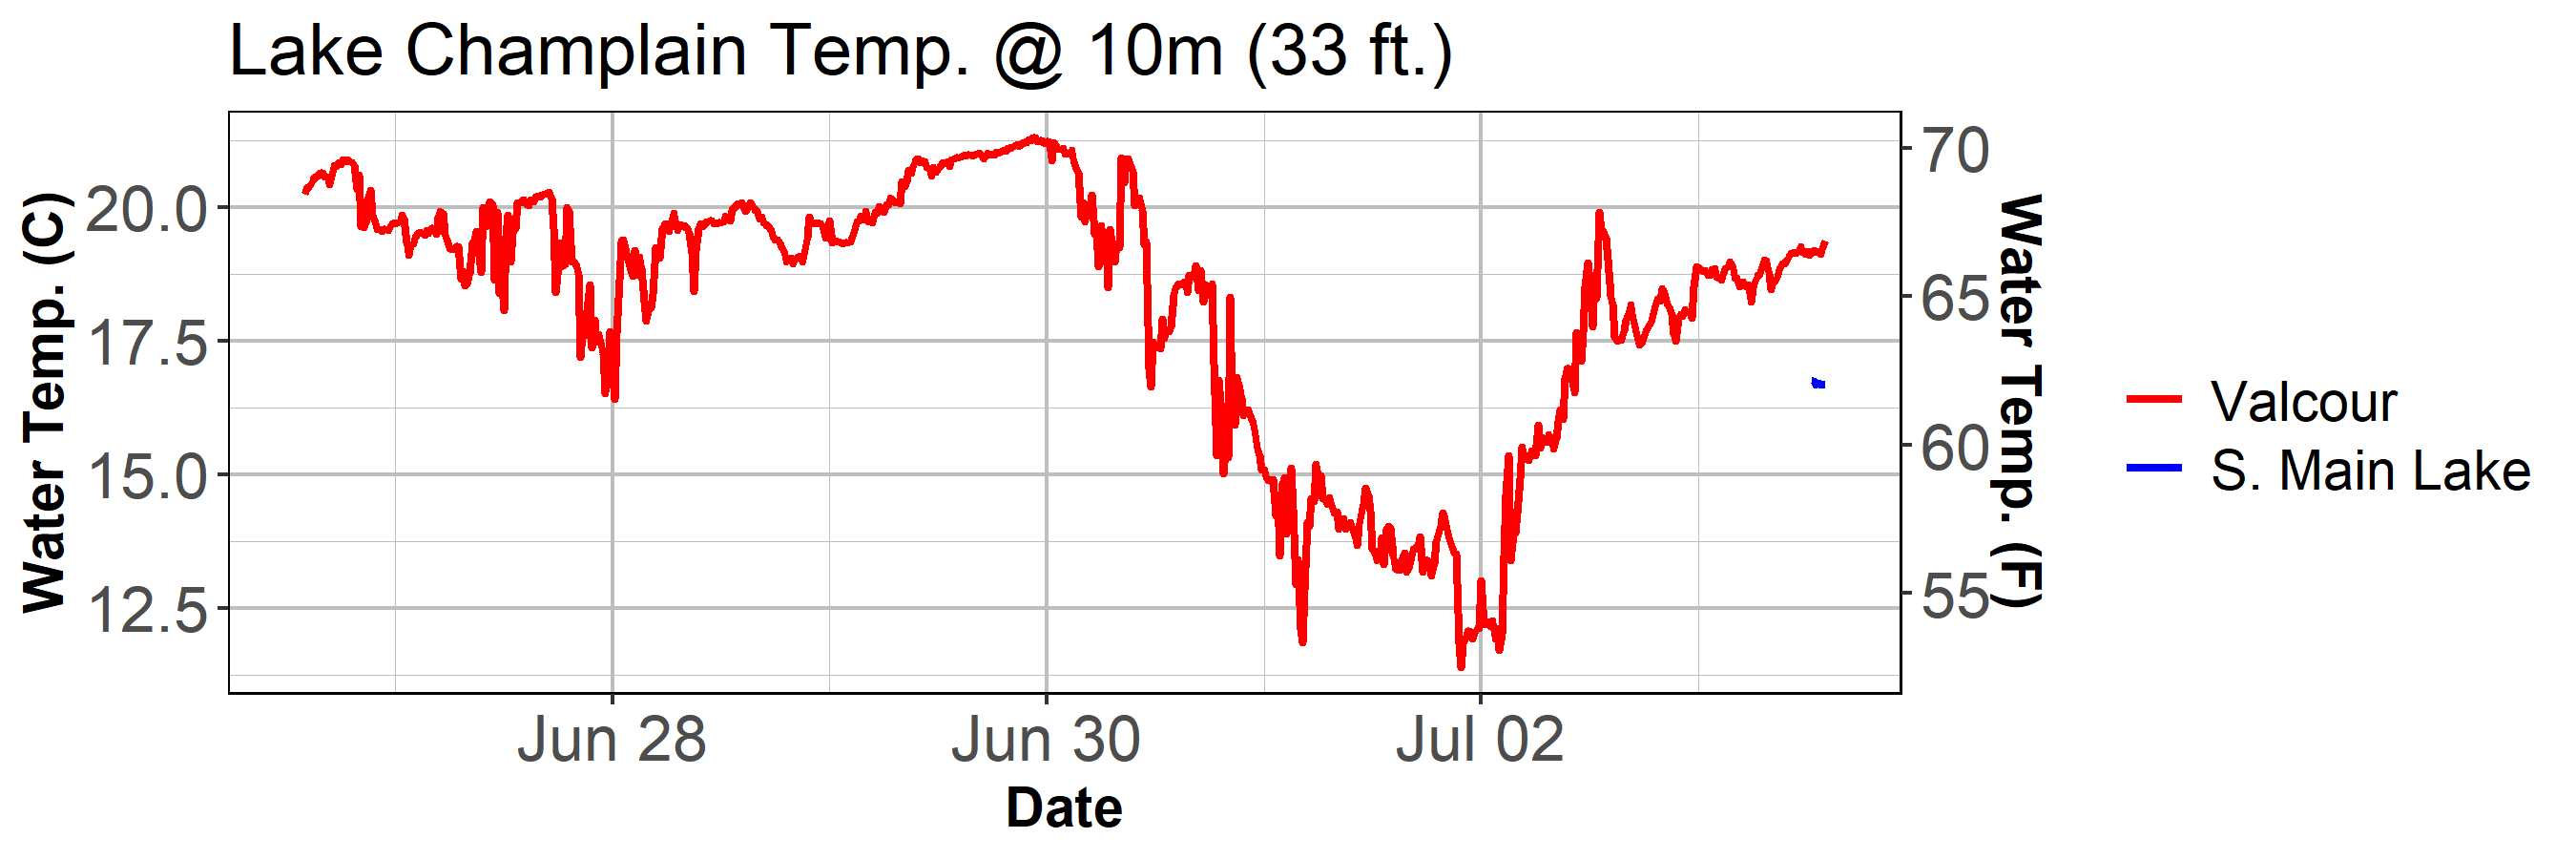 Lake Champlain Temp. @ 10m (33 ft.)
Water Temp. (C)
20.0
17.5
15.0
12.5
70
65
60
55
Water Temp. (F)
Jun 28
Jun 30
Jul 02
Date
Valcour
S. Main Lake